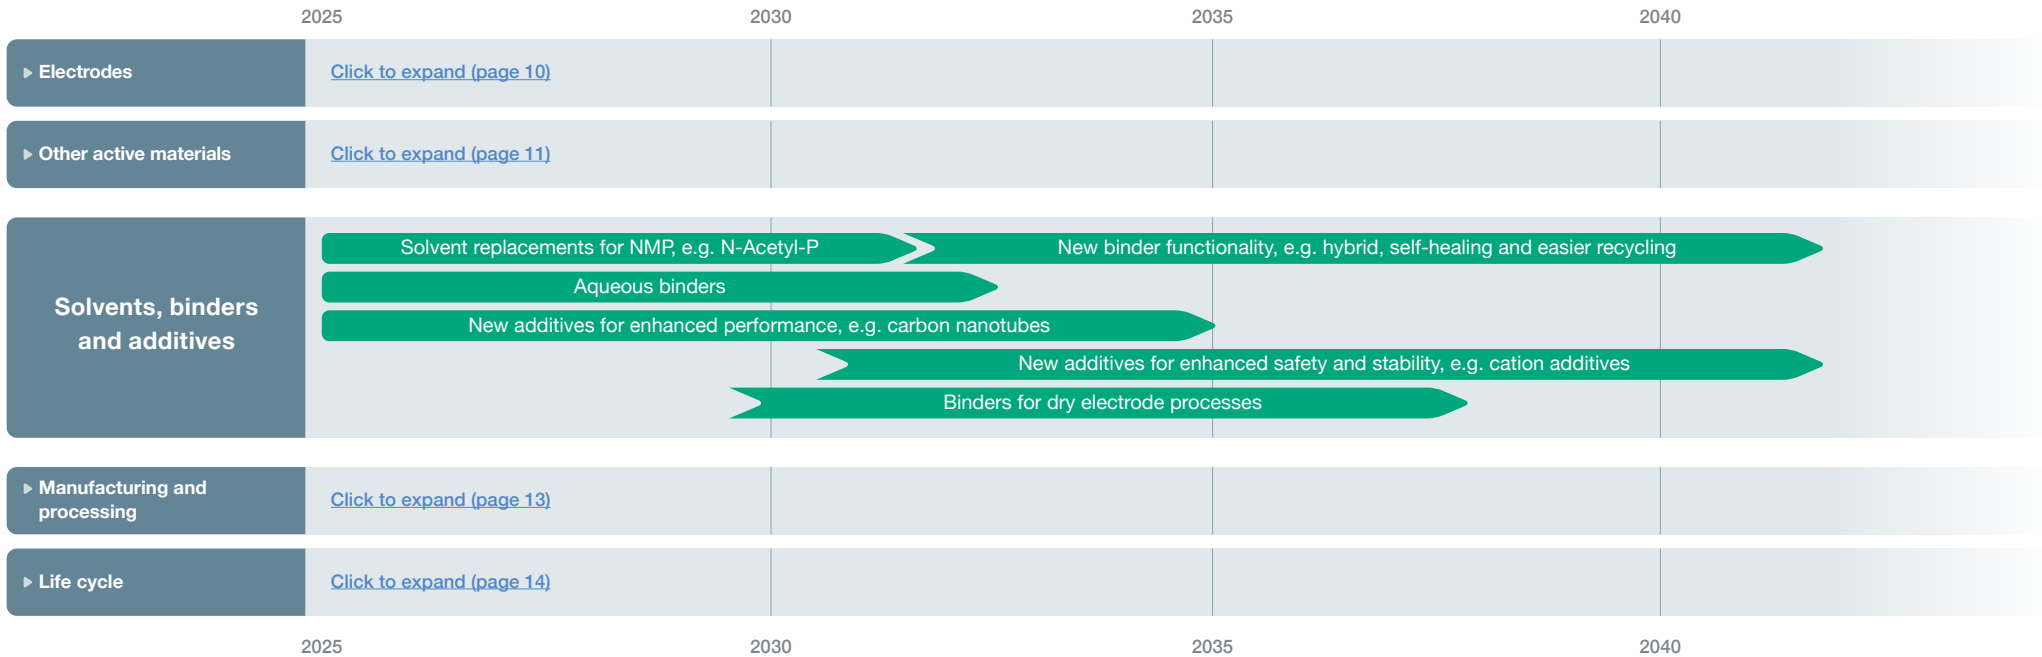 2025 2030 2035 2040
Electrodes
Click to expand (page 10)
Other active materials
Click to expand (page 11)
Solvents, binders
and additives
Solvent replacements for NMP, e.g. N-Acetyl-P
New binder functionality, e.g. hybrid, self-healing and easier recycling
Aqueous binders
New additives for enhanced performance, e.g. carbon nanotubes
New additives for enhanced safety and stability, e.g. cation additives
Binders for dry electrode processes
Manufacturing and
processing
Click to expand (page 13)
Life cycle
Click to expand (page 14)
2025 2030 2035 2040